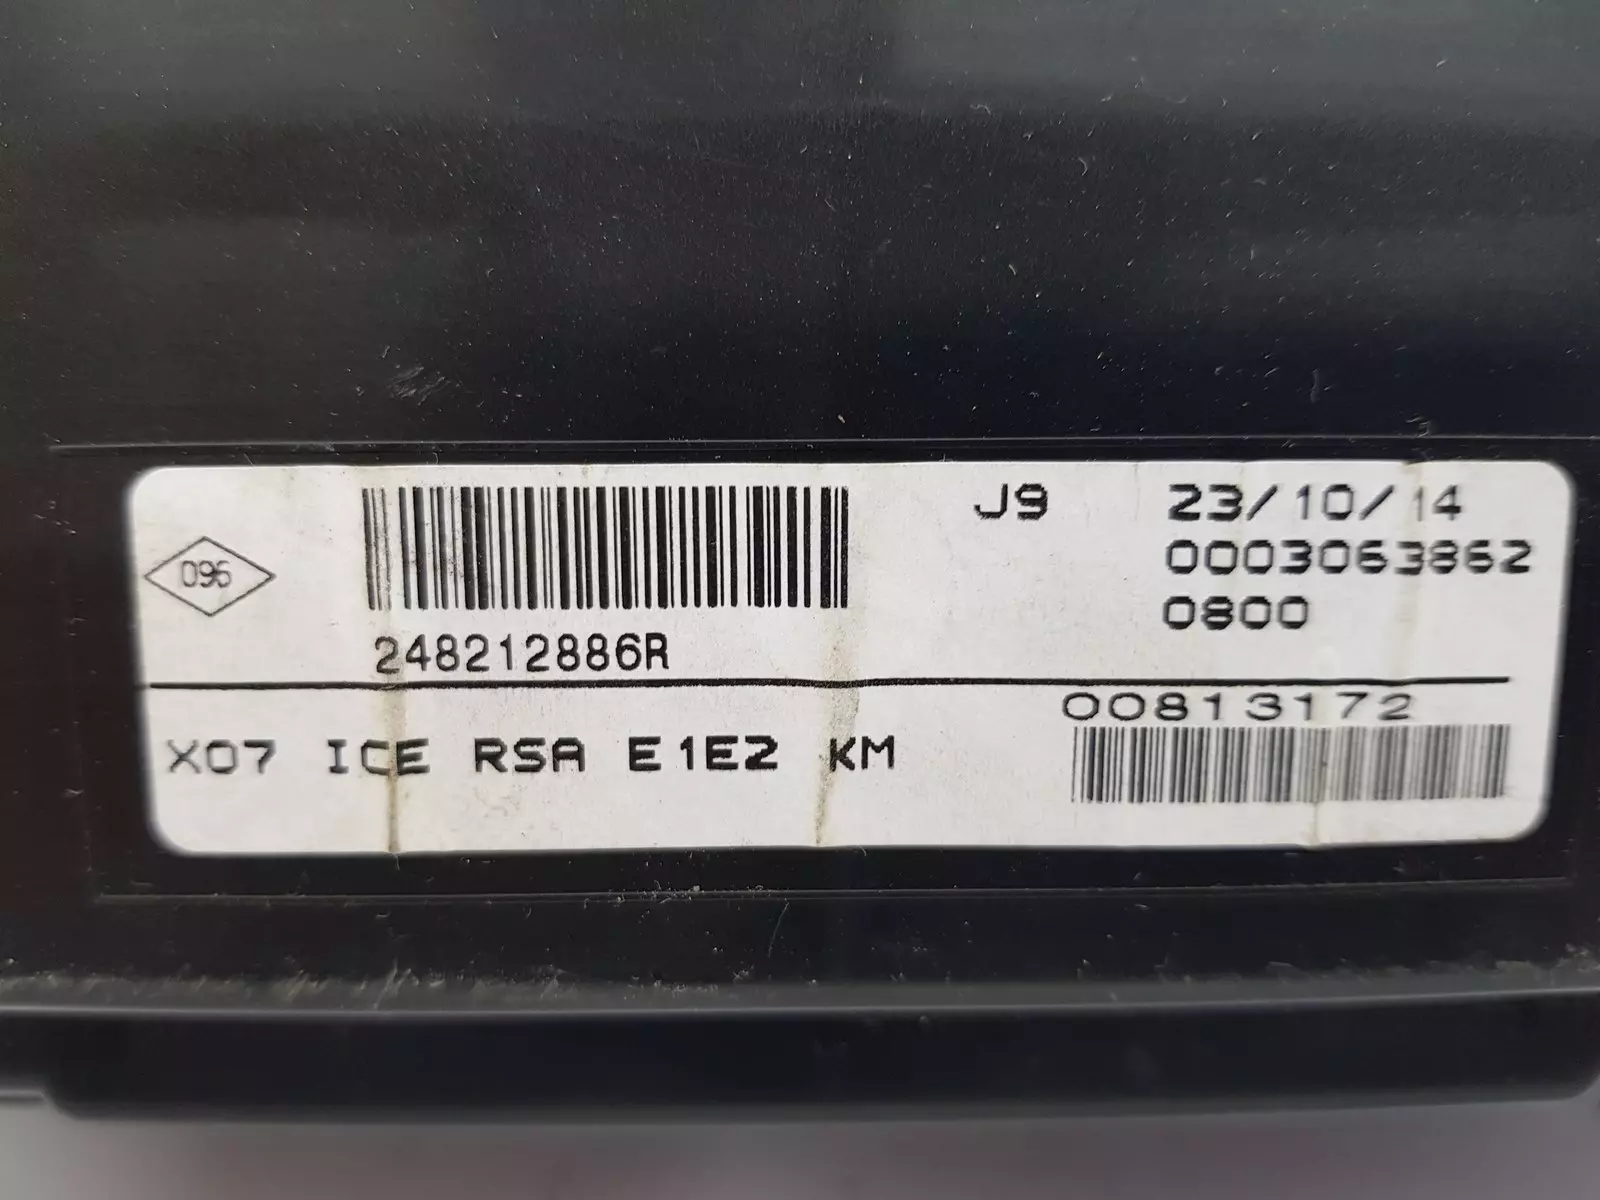 096
248212886R
J9 23/10/14
0003063862
0800
00813172
X07 ICE RSA E1E2 KM